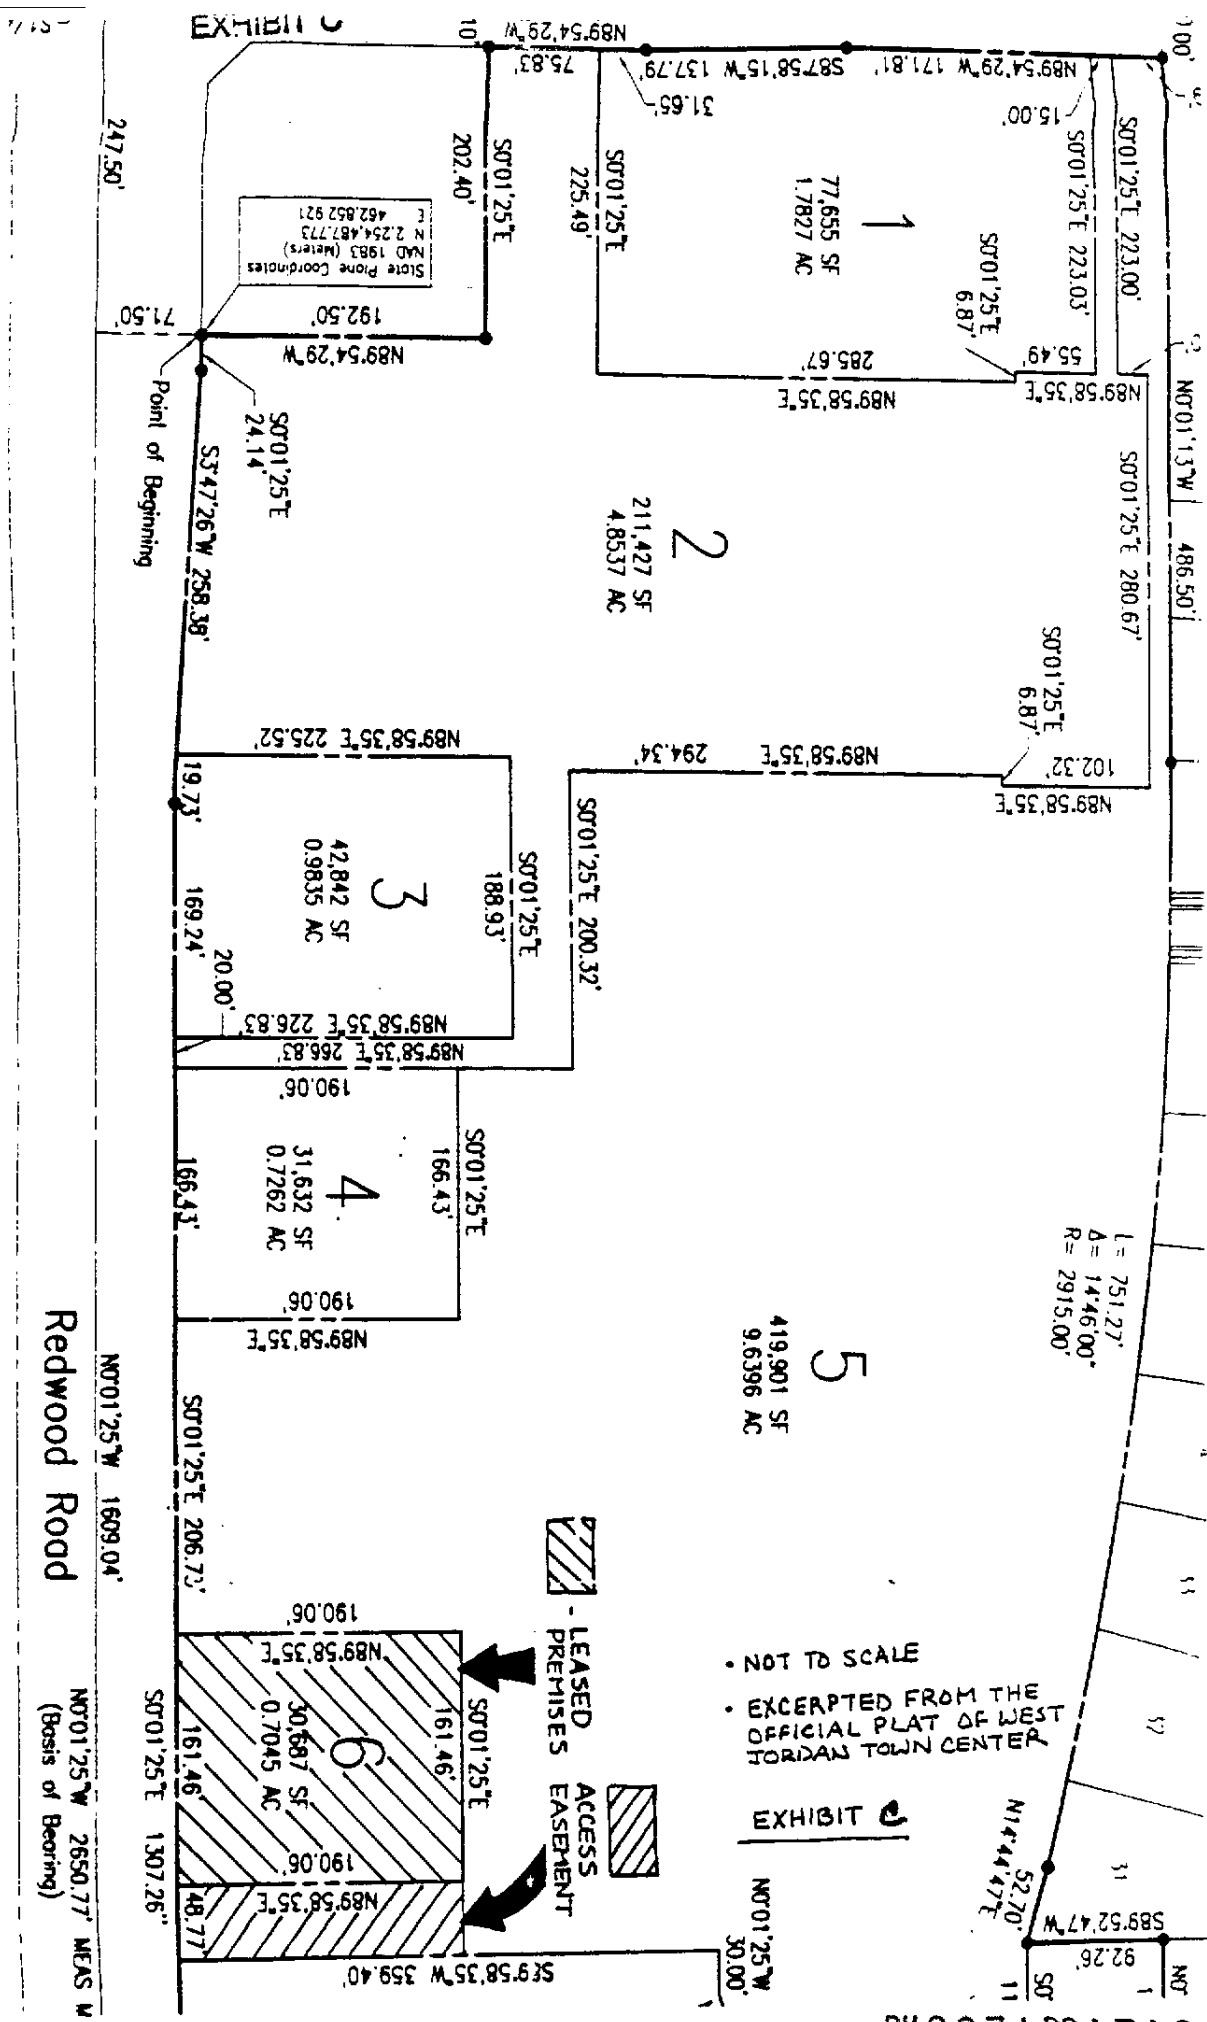 EXHIBIT C
10'
N89°54'29"W
75.83'
S87°58'15"W 137.79'
31.65'
N89°54'29"W 171.81'
15.00'
S0°01'25"E 223.00'
S0°01'25"E 223.03'
1
77,655 SF
1.7827 AC
S0°01'25"E
225.49'
S0°01'25"E
202.40'
247.50'
State Plane Coordinates
NAD 1983 (Meters)
N 2,254,487.773
E 462,852.921
71.50'
192.50'
N89°54'29"W
Point of Beginning
S0°01'25"E
24.14'
S3°47'26"W 258.38'
S0°01'25"E
6.87'
285.67'
N89°58'35"E
55.49'
N89°58'35"E
N0°01'13"W 486.50'
S0°01'25"E 280.67'
2
211,427 SF
4.8537 AC
S0°01'25"E
6.87'
102.32'
N89°58'35"E
N89°58'35"E 294.34'
N89°58'35"E 225.52'
19.73'
3
42,842 SF
0.9835 AC
S0°01'25"E
188.93'
S0°01'25"E 200.32'
169.24'
20.00'
N89°58'35"E 226.83'
N89°58'35"E 266.83'
190.06'
4
31,632 SF
0.7262 AC
S0°01'25"E
166.43'
166.43'
190.06'
N89°58'35"E
L= 751.27'
Δ= 14°46'00"
R= 2915.00'
5
419,901 SF
9.6396 AC
S0°01'25"E 206.73'
N0°01'25"W 1609.04'
Redwood Road
190.06'
N89°58'35"E
6
30,687 SF
0.7045 AC
S0°01'25"E
161.46'
161.46'
190.06'
N89°58'35"E
48.77'
S89°58'35"W 359.40'
S0°01'25"E 1307.26"
N0°01'25"W 2650.77' MEAS
(Basis of Bearing)
- LEASED
PREMISES
ACCESS
EASEMENT
• NOT TO SCALE
• EXCERPTED FROM THE
OFFICIAL PLAT OF WEST
JORDAN TOWN CENTER
EXHIBIT C
N0°01'25"W
30.00'
N14°44'47"E
52.70'
S89°52'47"W
92.26'
31